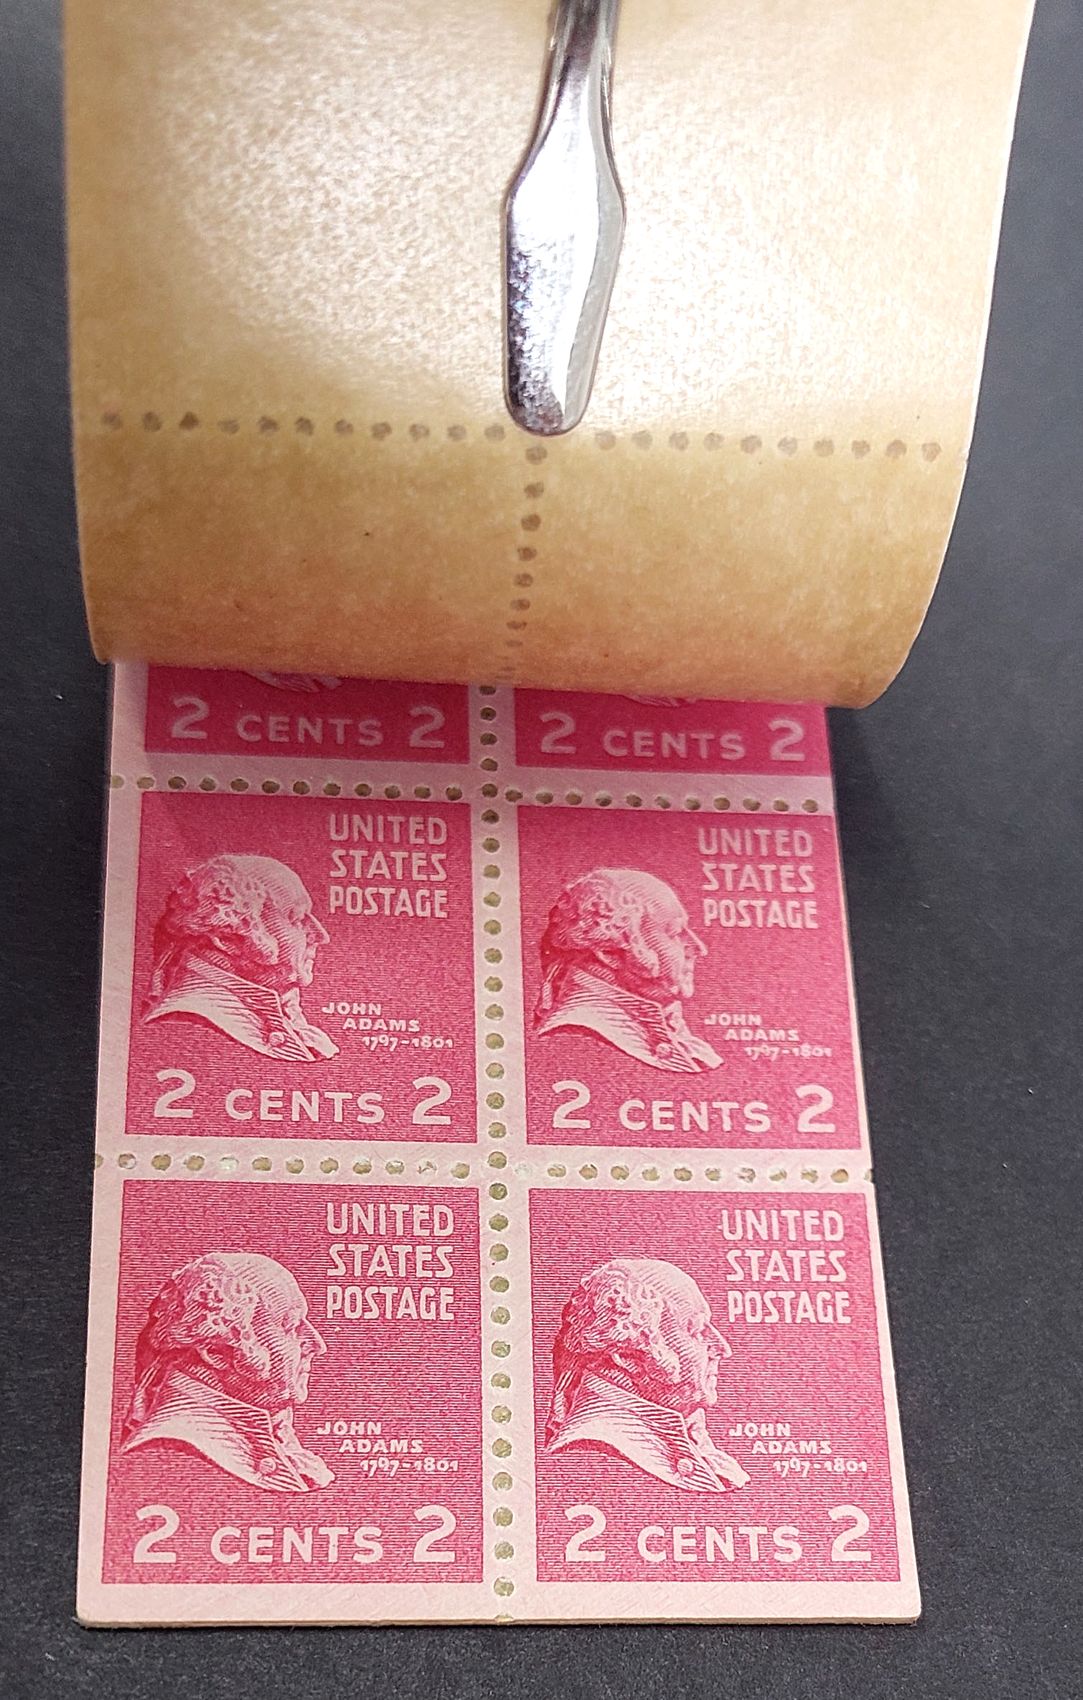 2 CENTS 2
2 CENTS 2
UNITED
STATES
POSTAGE
JOHN
ADAMS
1797-1801
2 CENTS 2
UNITED
STATES
POSTAGE
JOHN
ADAMS
1797-1801
2 CENTS 2
UNITED
STATES
POSTAGE
JOHN
ADAMS
1797-1801
2 CENTS 2
UNITED
STATES
POSTAGE
JOHN
ADAMS
1797-1801
2 CENTS 2